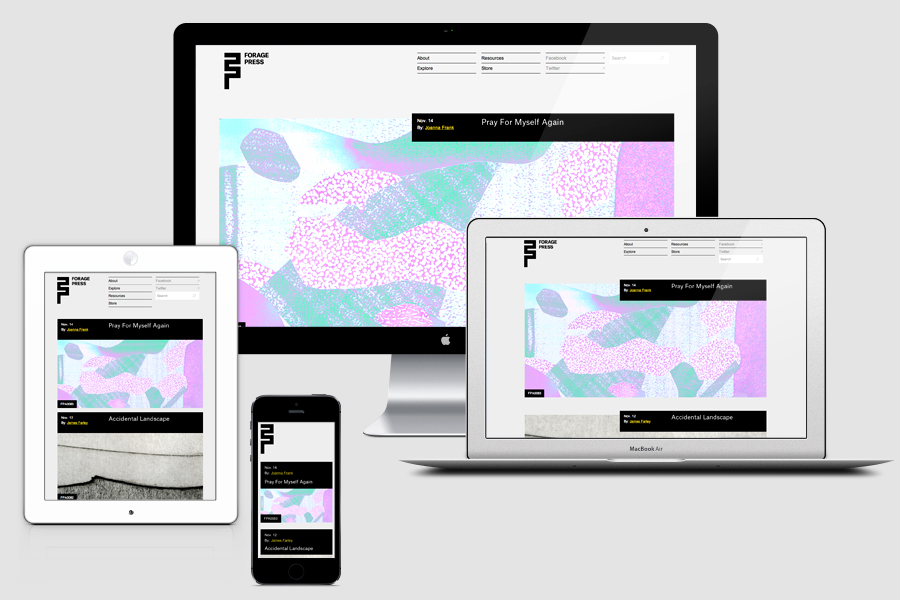 FORAGE
PRESS
About
Resources
Facebook
Search
Explore
Store
Twitter
Nov. 14
By: Joanna Frank
Pray For Myself Again
FORAGE
PRESS
About
Resources
Facebook
Explore
Store
Twitter
Search
Nov. 14
By: Joanna Frank
Pray For Myself Again
Nov. 12
By: James Farley
Accidental Landscape
MacBook Air
FORAGE
PRESS
About
Facebook
Explore
Twitter
Resources
Search
Store
Nov. 14
By: Joanna Frank
Pray For Myself Again
Nov. 12
By: James Farley
Accidental Landscape
Nov. 14
By: Joanna Frank
Pray For Myself Again
Nov. 12
By: James Farley
Accidental Landscape